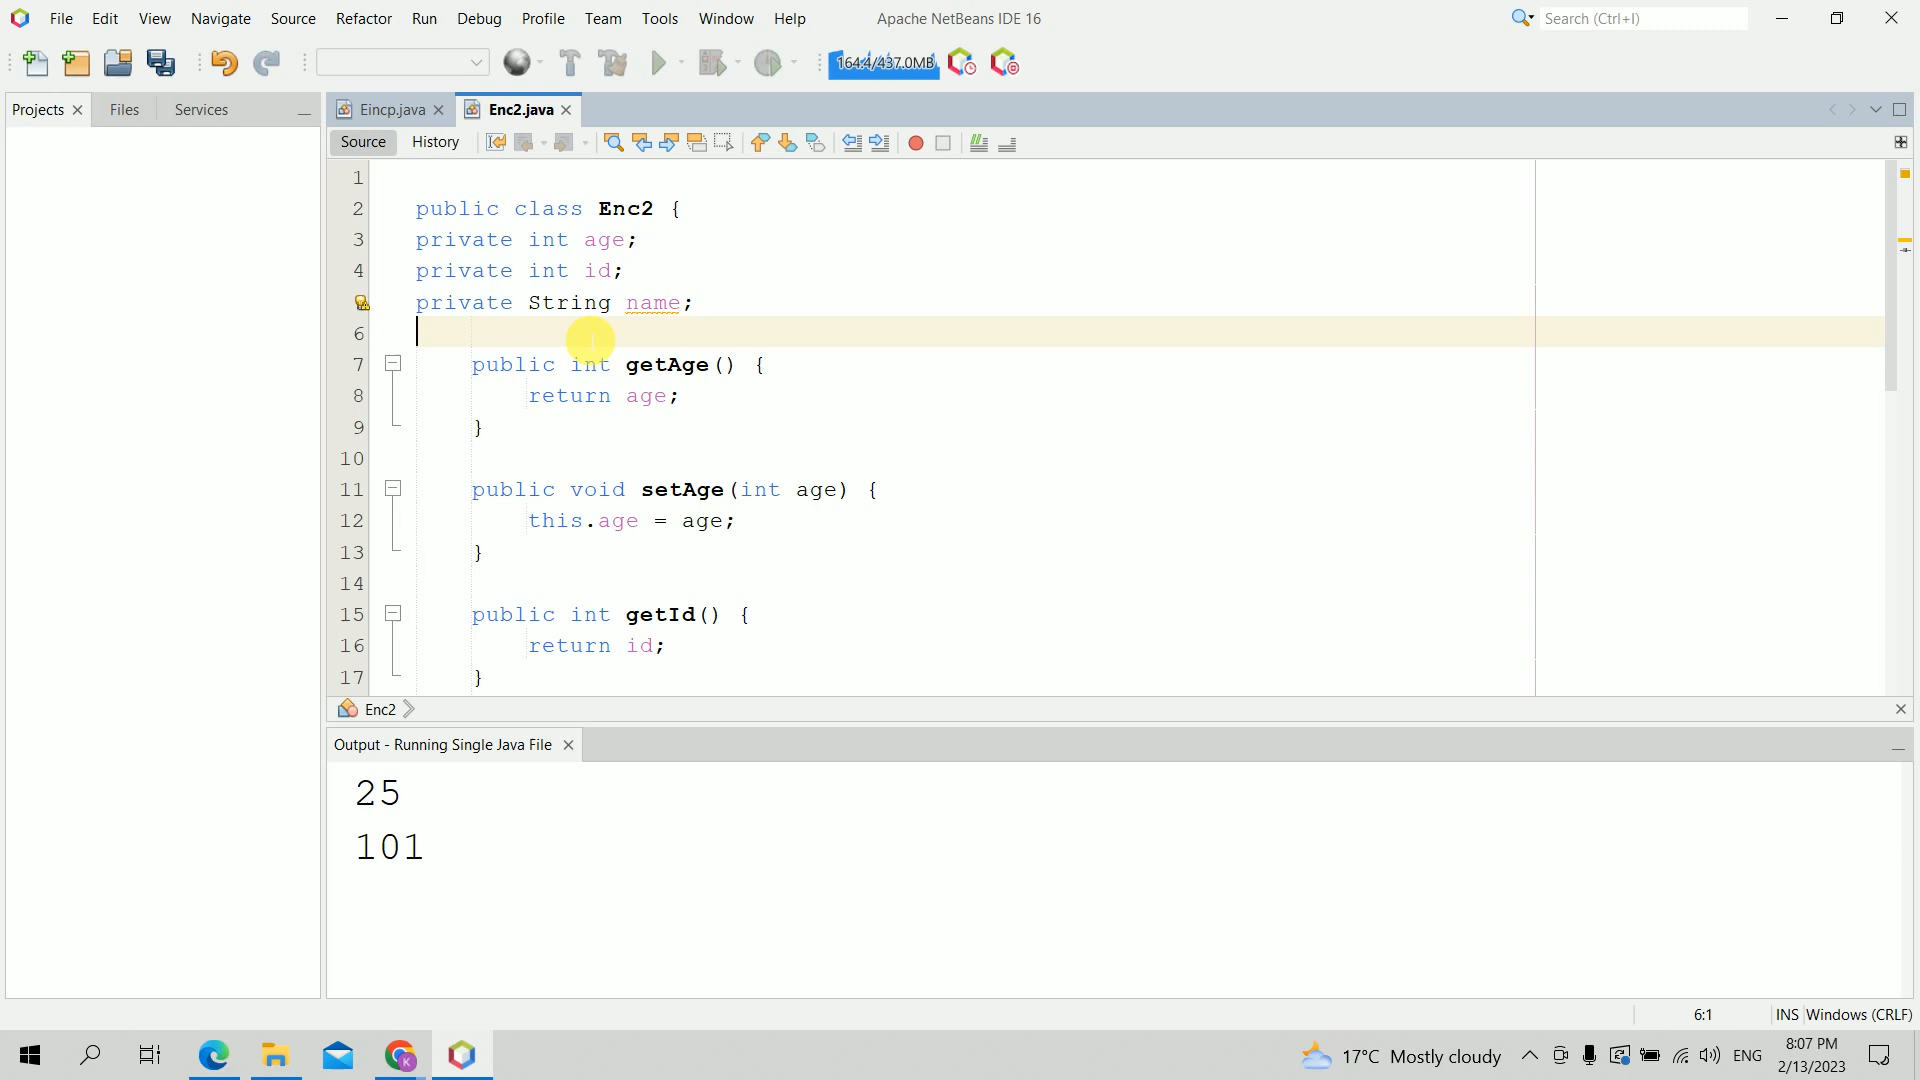 File Edit View Navigate Source Refactor Run Debug Profile Team Tools Window Help Apache NetBeans IDE 16 Search (Ctrl+I)
164.4/437.0MB
Projects Files Services Eincp.java Enc2.java
Source History
1
2 public class Enc2 {
3 private int age;
4 private int id;
private String name;
6
7 public int getAge() {
8 return age;
9 }
10
11 public void setAge(int age) {
12 this.age = age;
13 }
14
15 public int getId() {
16 return id;
17 }
Enc2
Output - Running Single Java File
25
101
6:1 INS Windows (CRLF)
17°C Mostly cloudy ENG 8:07 PM
2/13/2023